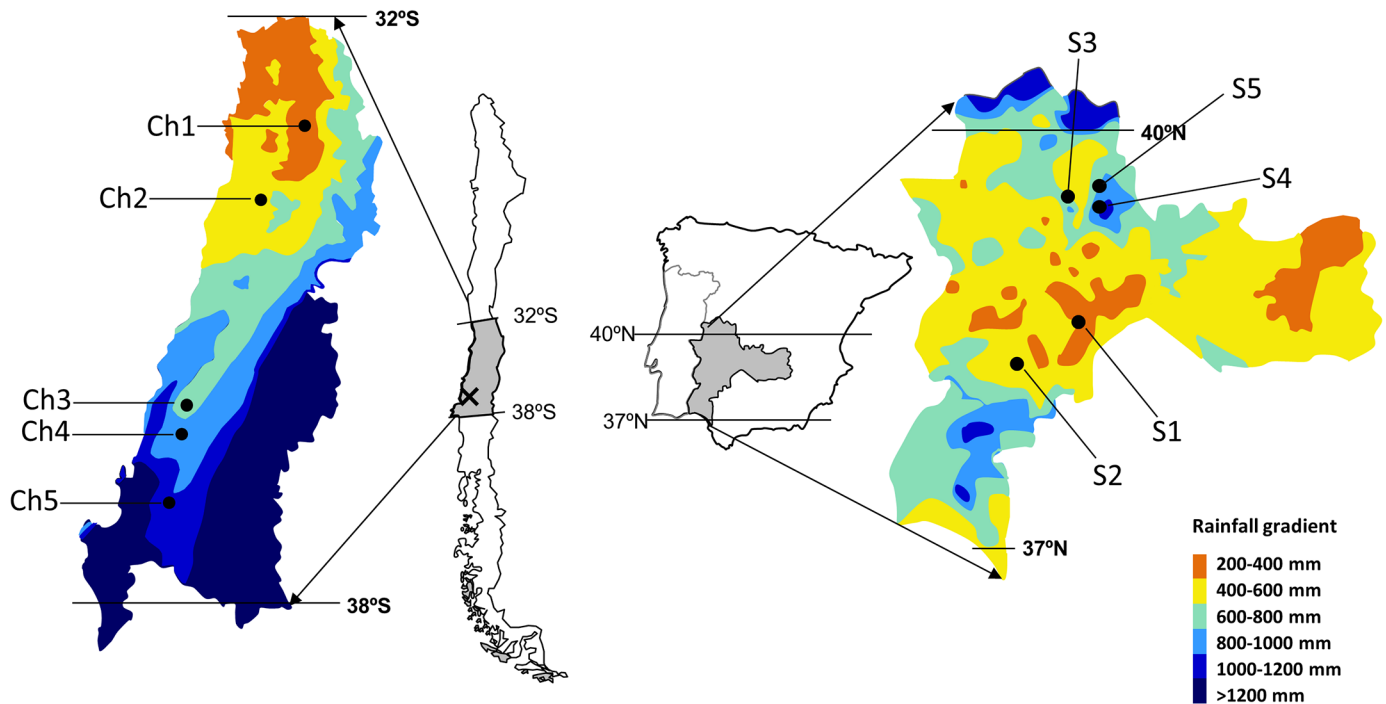 32ºS
Ch1
Ch2
Ch3
Ch4
Ch5
38ºS
32ºS
38ºS
40ºN
37ºN
S3
S5
40ºN
S4
S1
S2
37ºN
Rainfall gradient
200-400 mm
400-600 mm
600-800 mm
800-1000 mm
1000-1200 mm
>1200 mm